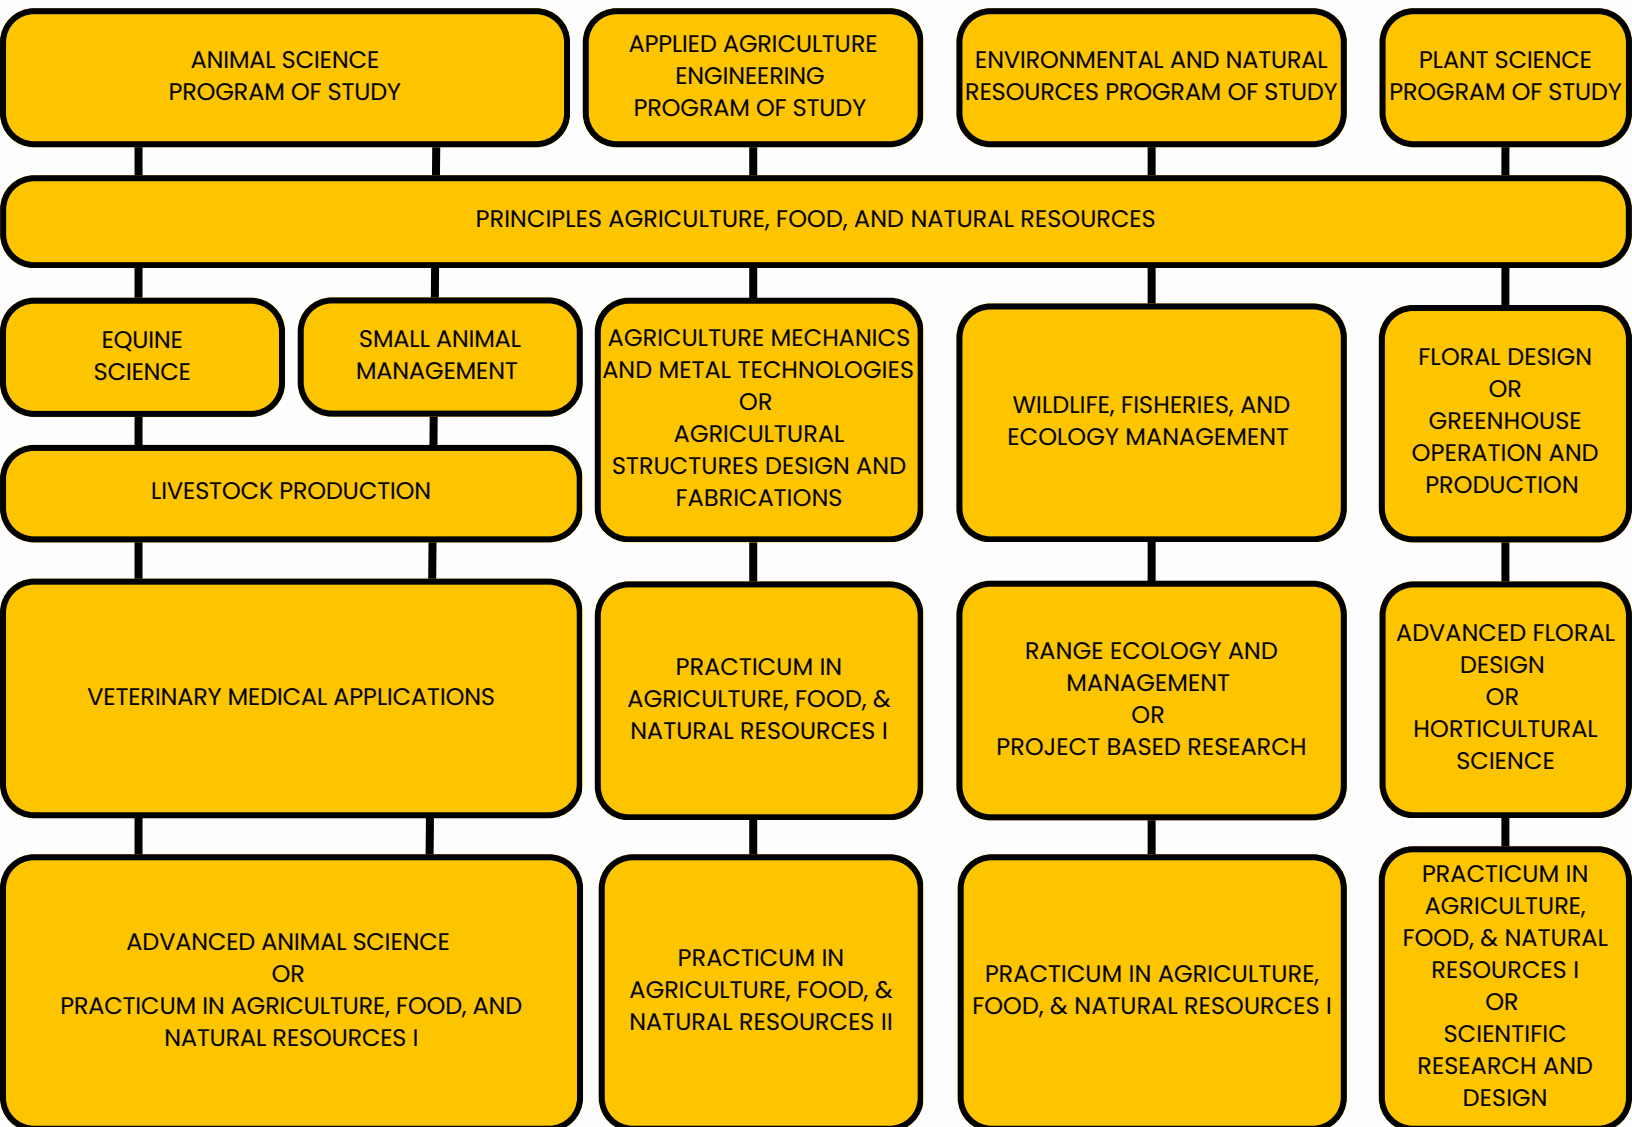 ANIMAL SCIENCE
PROGRAM OF STUDY
APPLIED AGRICULTURE
ENGINEERING
PROGRAM OF STUDY
ENVIRONMENTAL AND NATURAL
RESOURCES PROGRAM OF STUDY
PLANT SCIENCE
PROGRAM OF STUDY
PRINCIPLES AGRICULTURE, FOOD, AND NATURAL RESOURCES
EQUINE
SCIENCE
SMALL ANIMAL
MANAGEMENT
AGRICULTURE MECHANICS
AND METAL TECHNOLOGIES
OR
AGRICULTURAL
STRUCTURES DESIGN AND
FABRICATIONS
WILDLIFE, FISHERIES, AND
ECOLOGY MANAGEMENT
FLORAL DESIGN
OR
GREENHOUSE
OPERATION AND
PRODUCTION
LIVESTOCK PRODUCTION
VETERINARY MEDICAL APPLICATIONS
PRACTICUM IN
AGRICULTURE, FOOD, &
NATURAL RESOURCES I
RANGE ECOLOGY AND
MANAGEMENT
OR
PROJECT BASED RESEARCH
ADVANCED FLORAL
DESIGN
OR
HORTICULTURAL
SCIENCE
ADVANCED ANIMAL SCIENCE
OR
PRACTICUM IN AGRICULTURE, FOOD, AND
NATURAL RESOURCES I
PRACTICUM IN
AGRICULTURE, FOOD, &
NATURAL RESOURCES II
PRACTICUM IN AGRICULTURE,
FOOD, & NATURAL RESOURCES I
PRACTICUM IN
AGRICULTURE,
FOOD, & NATURAL
RESOURCES I
OR
SCIENTIFIC
RESEARCH AND
DESIGN